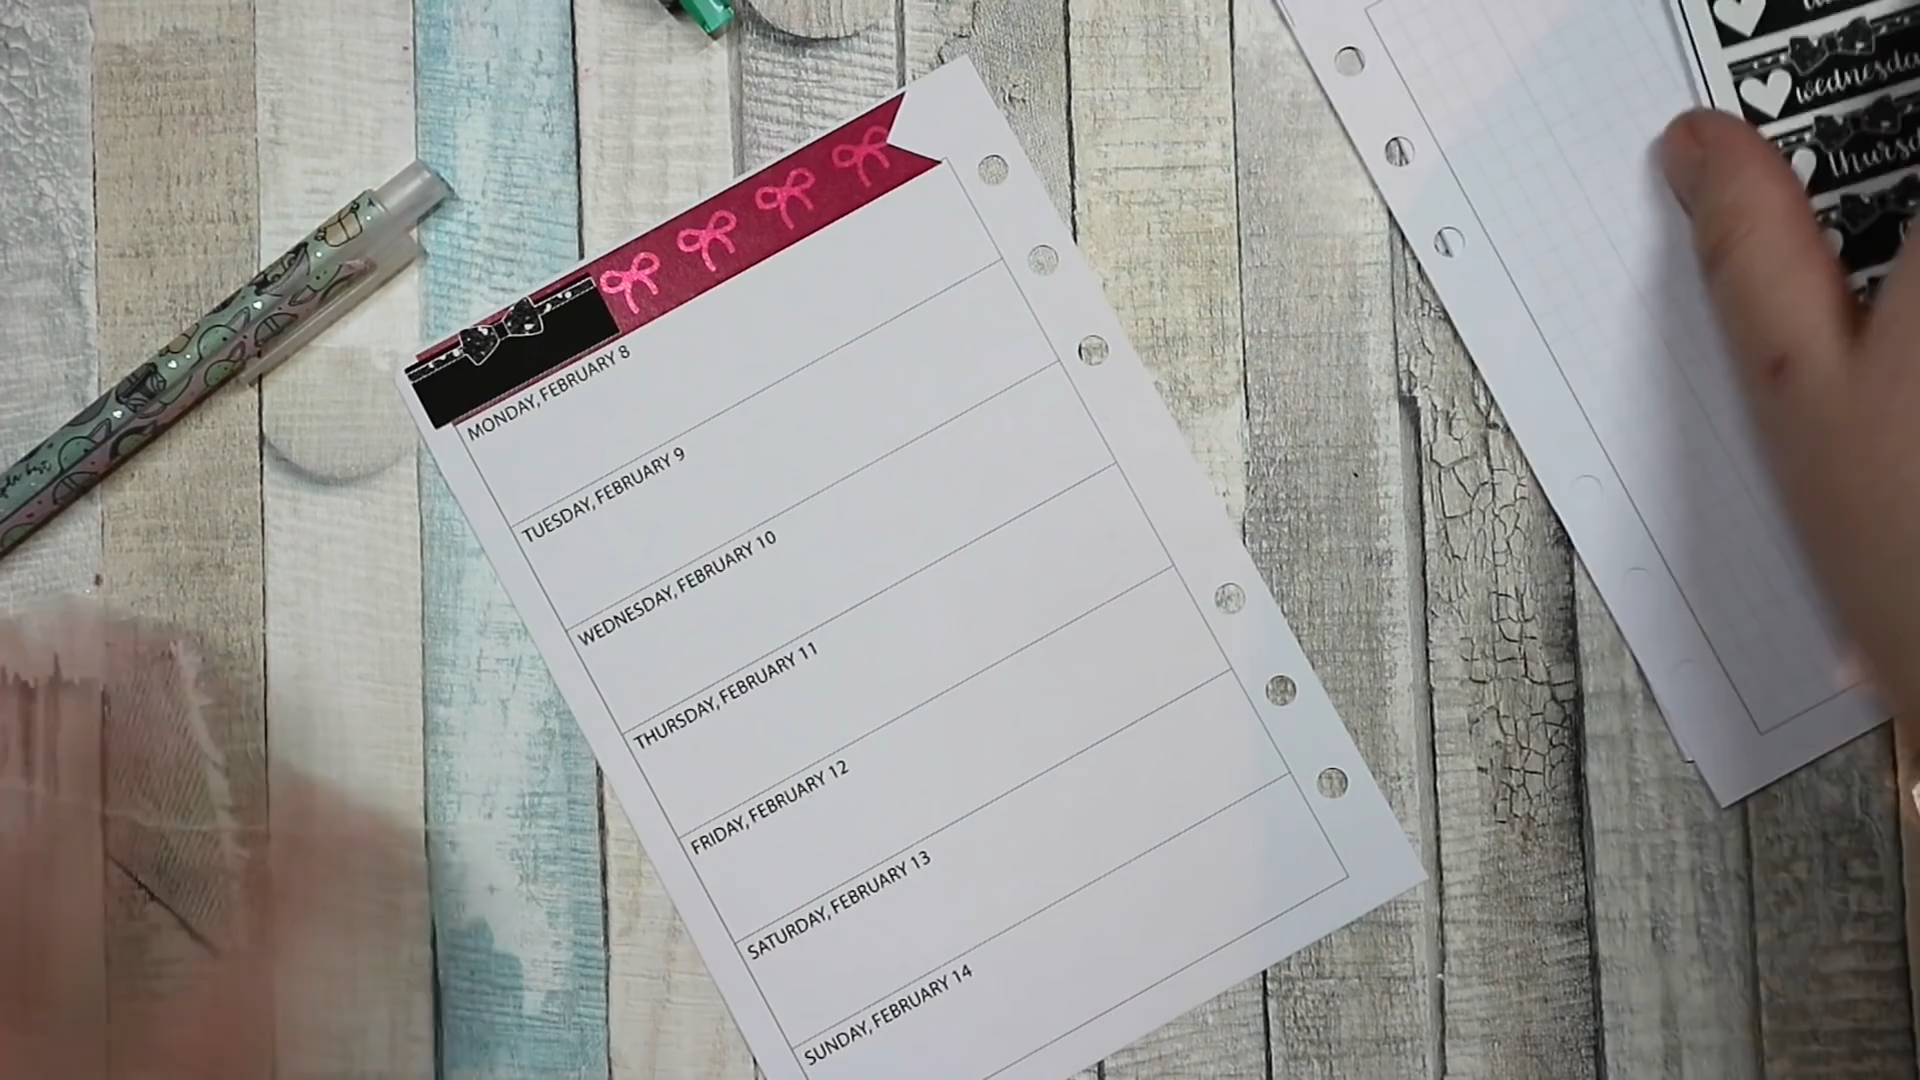 MONDAY, FEBRUARY 8
TUESDAY, FEBRUARY 9
WEDNESDAY, FEBRUARY 10
THURSDAY, FEBRUARY 11
FRIDAY, FEBRUARY 12
SATURDAY, FEBRUARY 13
SUNDAY, FEBRUARY 14
wednesda
thursd